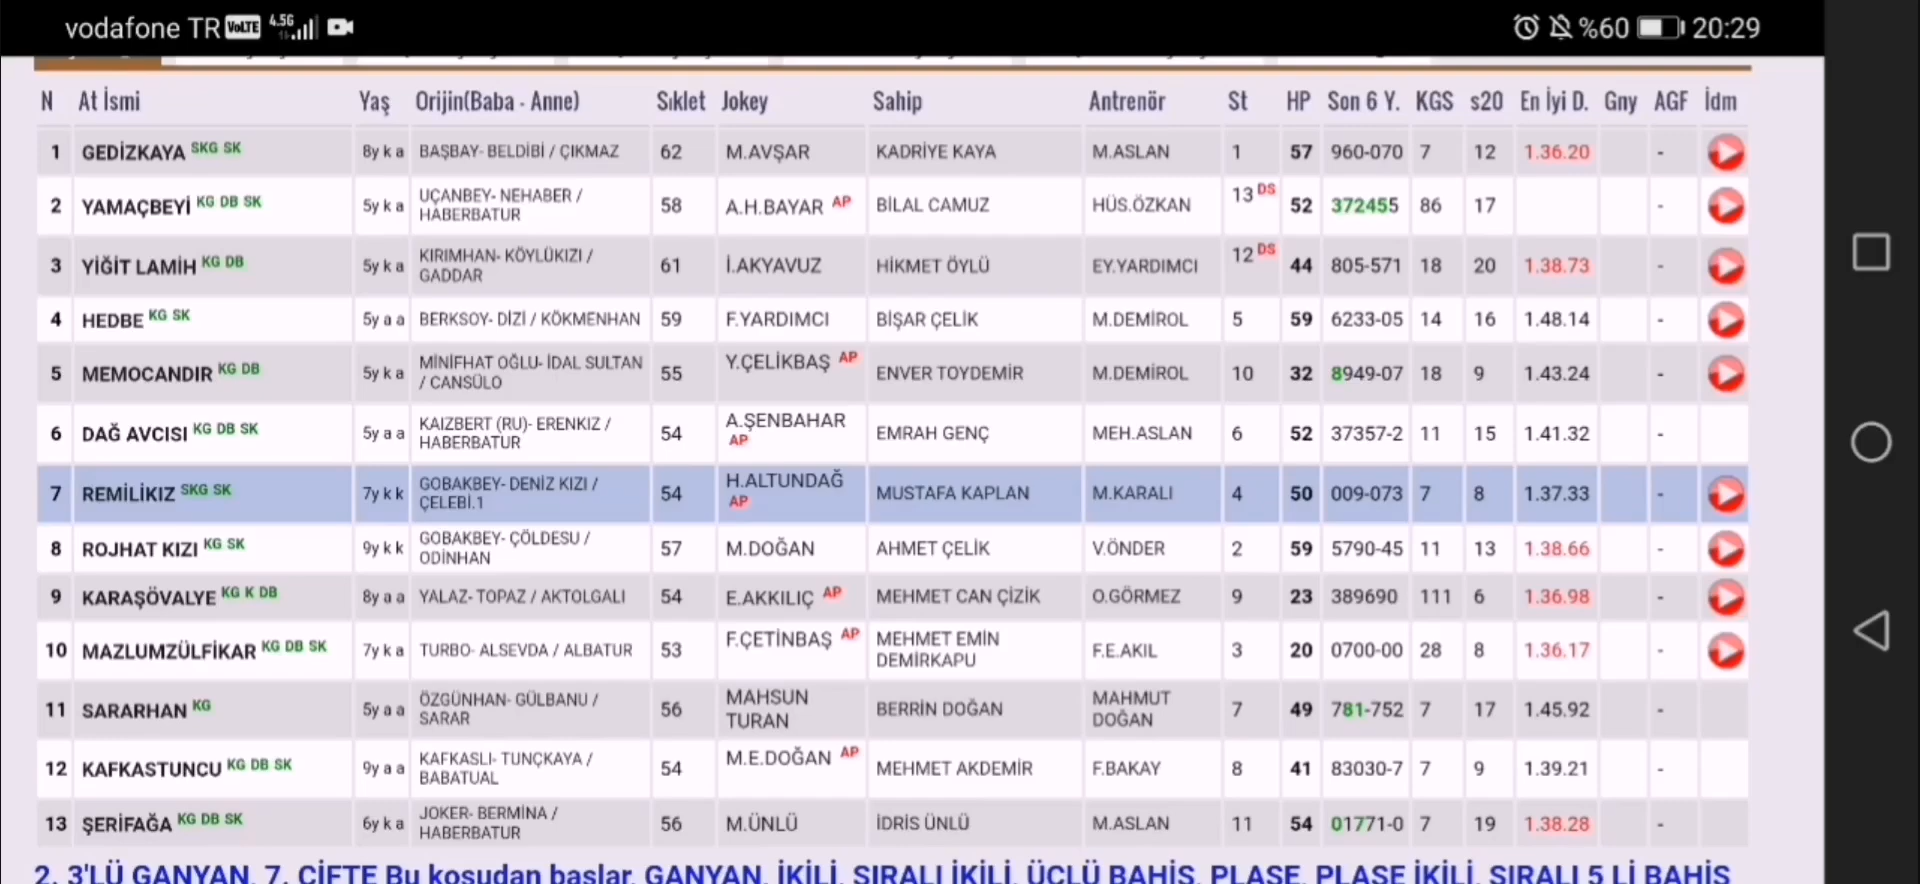 vodafone TR VoLTE 4.5G %60 20:29
N At İsmi Yaş Orijin(Baba - Anne) Sıklet Jokey Sahip Antrenör St HP Son 6 Y. KGS s20 En İyi D. Gny AGF İdm
1 GEDİZKAYA SKG SK 8y k a BAŞBAY- BELDİBİ / ÇIKMAZ 62 M.AVŞAR KADRİYE KAYA M.ASLAN 1 57 960-070 7 12 1.36.20 -
2 YAMAÇBEYİ KG DB SK 5y k a UÇANBEY- NEHABER / HABERBATUR 58 A.H.BAYAR AP BİLAL CAMUZ HÜS.ÖZKAN 13 DS 52 372455 86 17 -
3 YİĞİT LAMİH KG DB 5y k a KIRIMHAN- KÖYLÜKIZI / GADDAR 61 İ.AKYAVUZ HİKMET ÖYLÜ EY.YARDIMCI 12 DS 44 805-571 18 20 1.38.73 -
4 HEDBE KG SK 5y a a BERKSOY- DİZİ / KÖKMENHAN 59 F.YARDIMCI BİŞAR ÇELİK M.DEMİROL 5 59 6233-05 14 16 1.48.14 -
5 MEMOCANDIR KG DB 5y k a MİNİFHAT OĞLU- İDAL SULTAN / CANSÜLO 55 Y.ÇELİKBAŞ AP ENVER TOYDEMİR M.DEMİROL 10 32 8949-07 18 9 1.43.24 -
6 DAĞ AVCISI KG DB SK 5y a a KAIZBERT (RU)- ERENKIZ / HABERBATUR 54 A.ŞENBAHAR AP EMRAH GENÇ MEH.ASLAN 6 52 37357-2 11 15 1.41.32 -
7 REMİLİKIZ SKG SK 7y k k GOBAKBEY- DENİZ KIZI / ÇELEBİ.1 54 H.ALTUNDAĞ AP MUSTAFA KAPLAN M.KARALI 4 50 009-073 7 8 1.37.33 -
8 ROJHAT KIZI KG SK 9y k k GOBAKBEY- ÇÖLDESU / ODİNHAN 57 M.DOĞAN AHMET ÇELİK V.ÖNDER 2 59 5790-45 11 13 1.38.66 -
9 KARAŞÖVALYE KG K DB 8y a a YALAZ- TOPAZ / AKTOLGALI 54 E.AKKILIÇ AP MEHMET CAN ÇİZİK O.GÖRMEZ 9 23 389690 111 6 1.36.98 -
10 MAZLUMZÜLFİKAR KG DB SK 7y k a TURBO- ALSEVDA / ALBATUR 53 F.ÇETİNBAŞ AP MEHMET EMİN DEMİRKAPU F.E.AKIL 3 20 0700-00 28 8 1.36.17 -
11 SARARHAN KG 5y a a ÖZGÜNHAN- GÜLBANU / SARAR 56 MAHSUN TURAN BERRİN DOĞAN MAHMUT DOĞAN 7 49 781-752 7 17 1.45.92 -
12 KAFKASTUNCU KG DB SK 9y a a KAFKASLI- TUNÇKAYA / BABATUAL 54 M.E.DOĞAN AP MEHMET AKDEMİR F.BAKAY 8 41 83030-7 7 9 1.39.21 -
13 ŞERİFAĞA KG DB SK 6y k a JOKER- BERMİNA / HABERBATUR 56 M.ÜNLÜ İDRİS ÜNLÜ M.ASLAN 11 54 01771-0 7 19 1.38.28 -
2. 3'LÜ GANYAN, 7. ÇİFTE Bu koşudan başlar. GANYAN, İKİLİ, SIRALI İKİLİ, ÜÇLÜ BAHİS, PLASE, PLASE İKİLİ, SIRALI 5 Lİ BAHİS